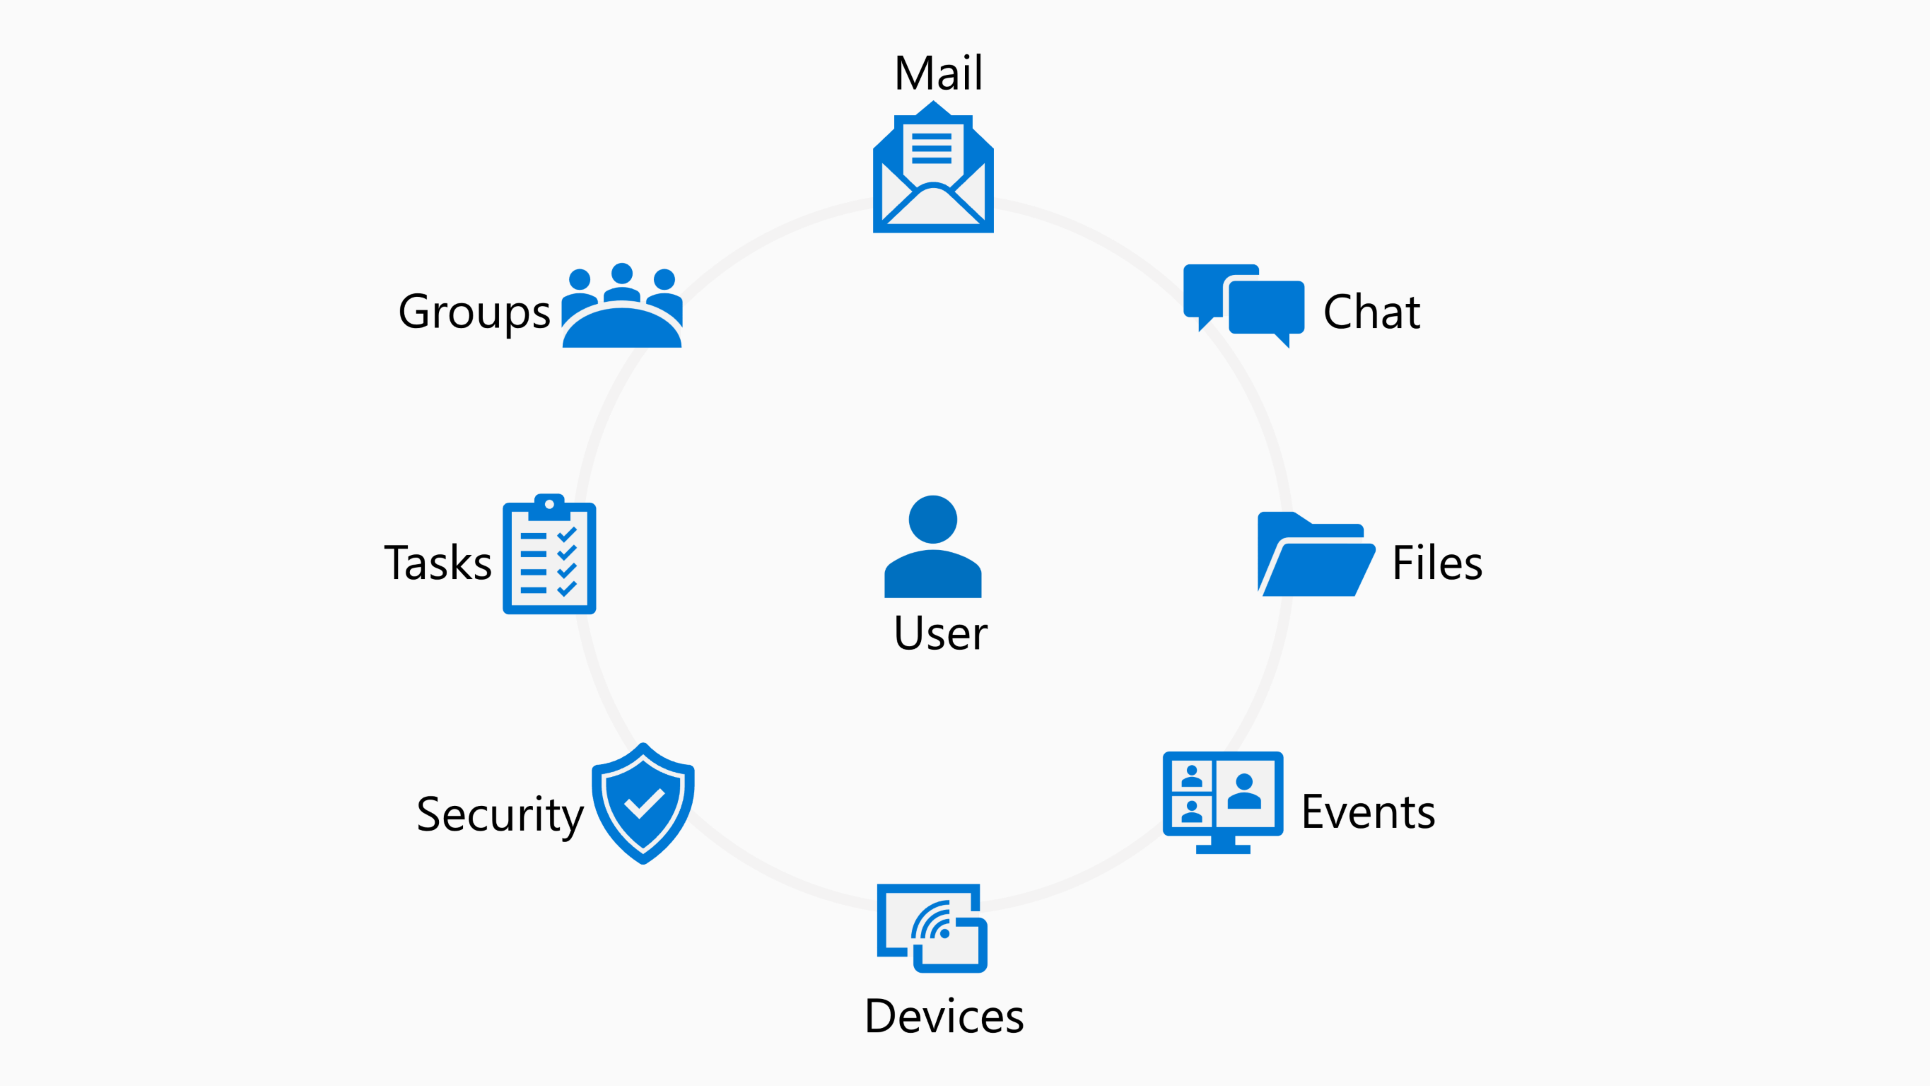 Mail
Groups
Chat
Tasks
Files
User
Security
Events
Devices